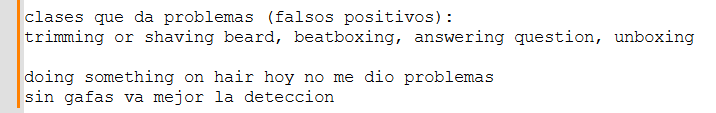 clases que da problemas (falsos positivos):
trimming or shaving beard, beatboxing, answering question, unboxing
doing something on hair hoy no me dio problemas
sin gafas va mejor la deteccion